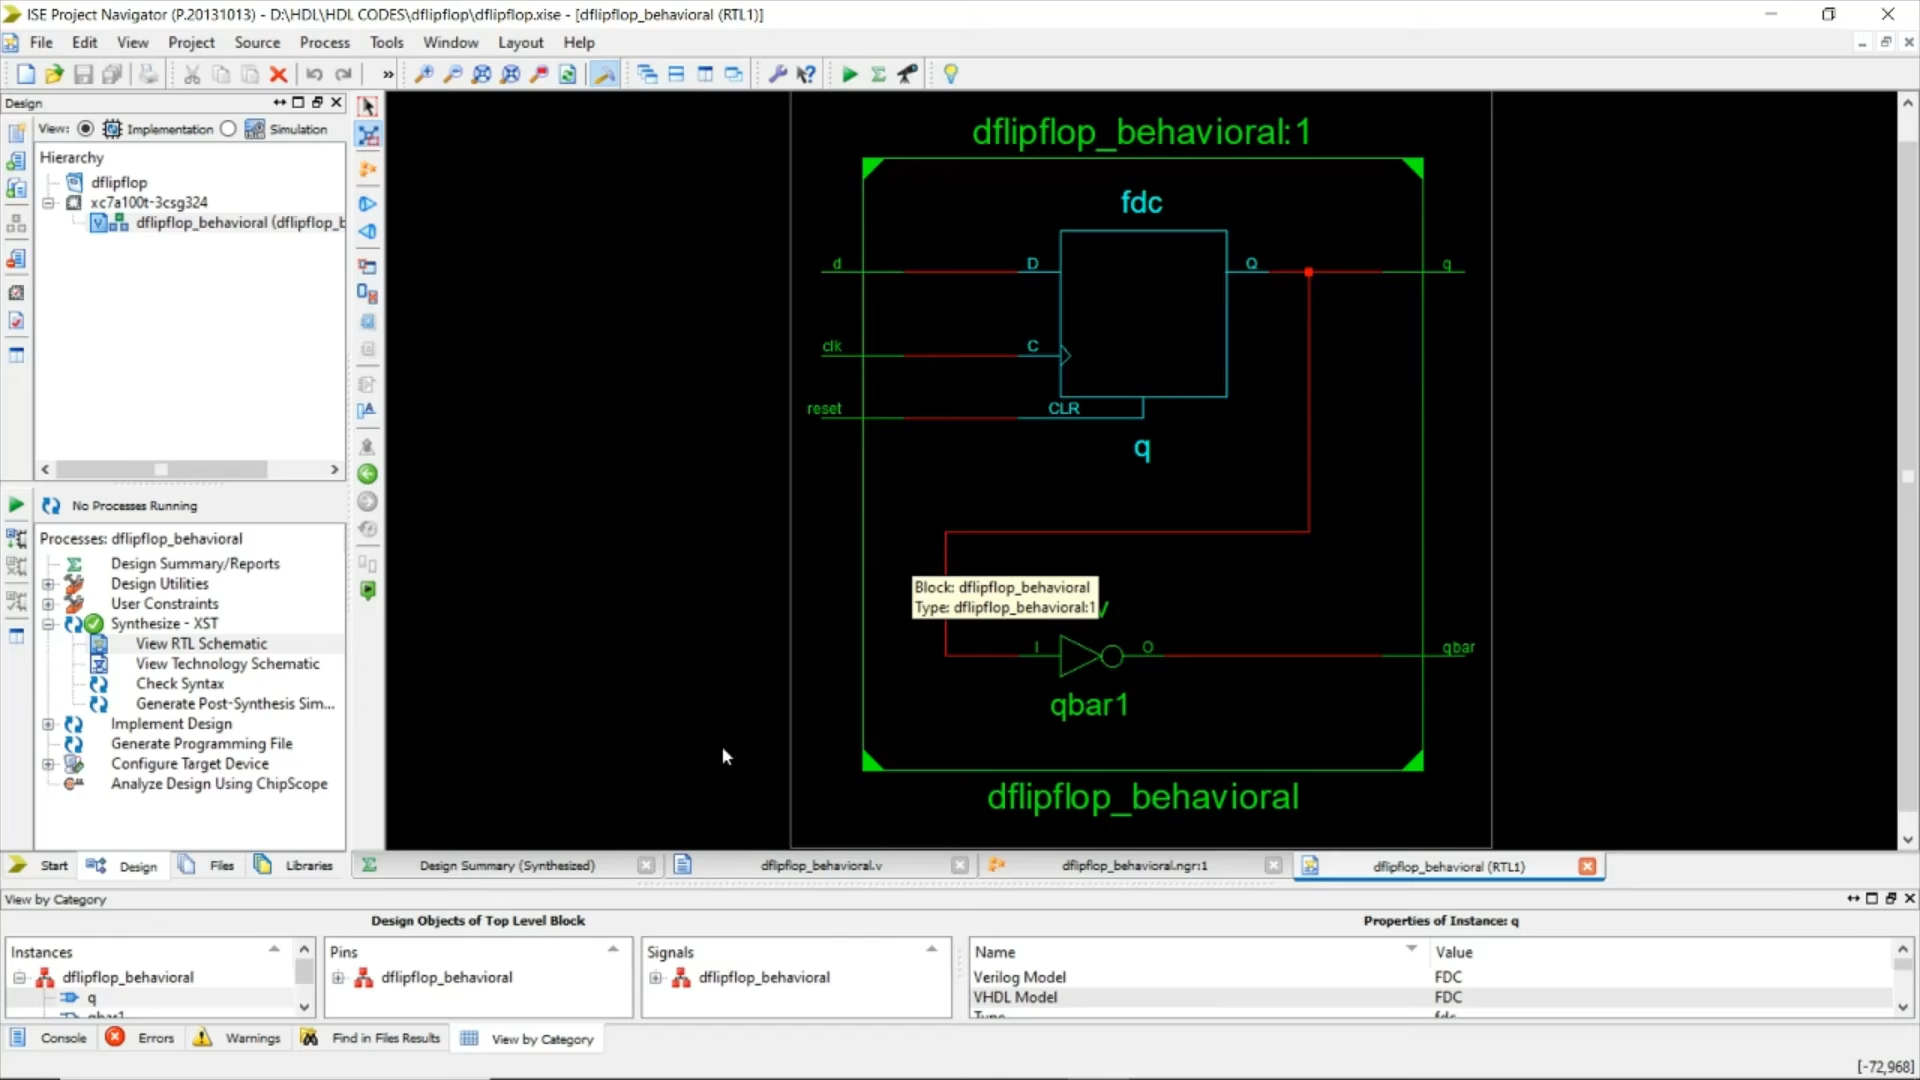 ISE Project Navigator (P.20131013) - D:\HDL\HDL CODES\dflipflop\dflipflop.xise - [dflipflop_behavioral (RTL1)]
File Edit View Project Source Process Tools Window Layout Help
Design
View: Implementation Simulation
Hierarchy
dflipflop
xc7a100t-3csg324
dflipflop_behavioral (dflipflop_b
No Processes Running
Processes: dflipflop_behavioral
Design Summary/Reports
Design Utilities
User Constraints
Synthesize - XST
View RTL Schematic
View Technology Schematic
Check Syntax
Generate Post-Synthesis Sim...
Implement Design
Generate Programming File
Configure Target Device
Analyze Design Using ChipScope
Start Design Files Libraries
dflipflop_behavioral:1
fdc
d D Q q
clk C
reset CLR
q
Block: dflipflop_behavioral
Type: dflipflop_behavioral:1
I O qbar
qbar1
dflipflop_behavioral
Design Summary (Synthesized) dflipflop_behavioral.v dflipflop_behavioral.ngr:1 dflipflop_behavioral (RTL1)
View by Category
Design Objects of Top Level Block Properties of Instance: q
Instances Pins Signals Name Value
dflipflop_behavioral dflipflop_behavioral dflipflop_behavioral Verilog Model FDC
q VHDL Model FDC
qbar1 Type fdc
Console Errors Warnings Find in Files Results View by Category
[-72,968]